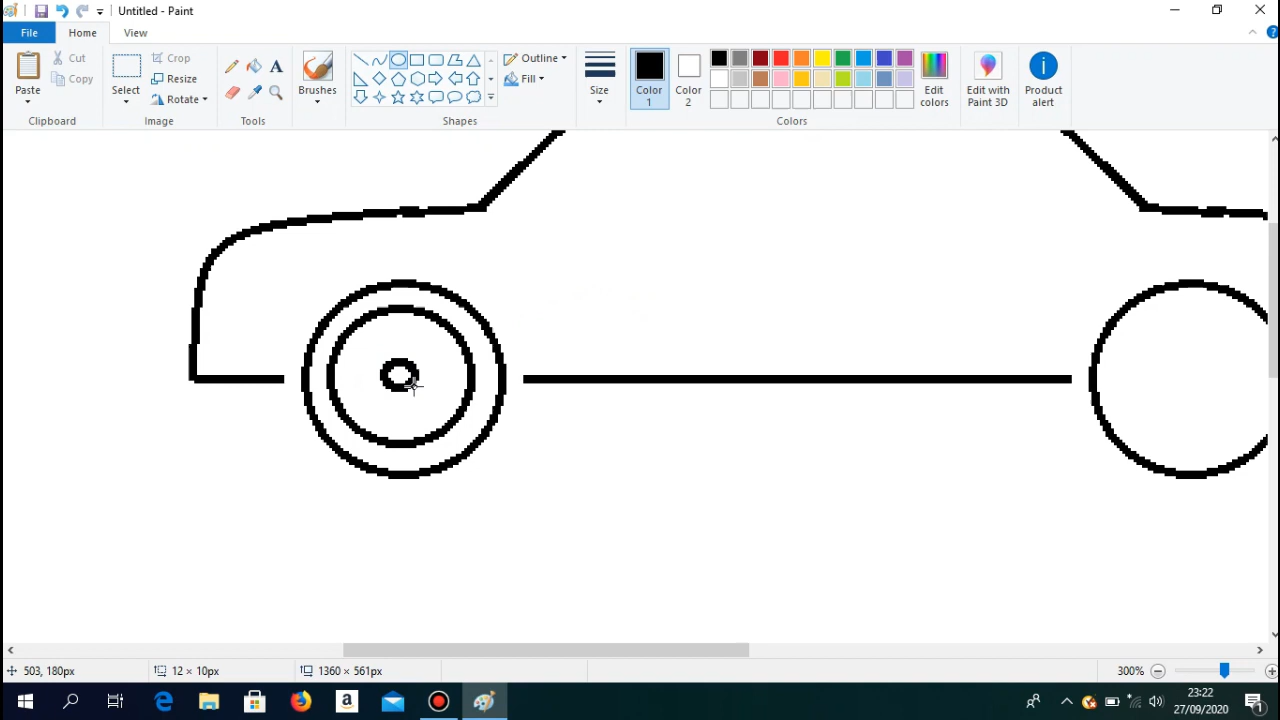 Untitled - Paint
File Home View
Paste
Cut
Copy
Clipboard
Select
Crop
Resize
Rotate
Image
Tools
Brushes
Shapes
Outline
Fill
Size
Color 1
Color 2
Edit colors
Colors
Edit with Paint 3D
Product alert
503, 180px 12 × 10px 1360 × 561px 300%
23:22
27/09/2020